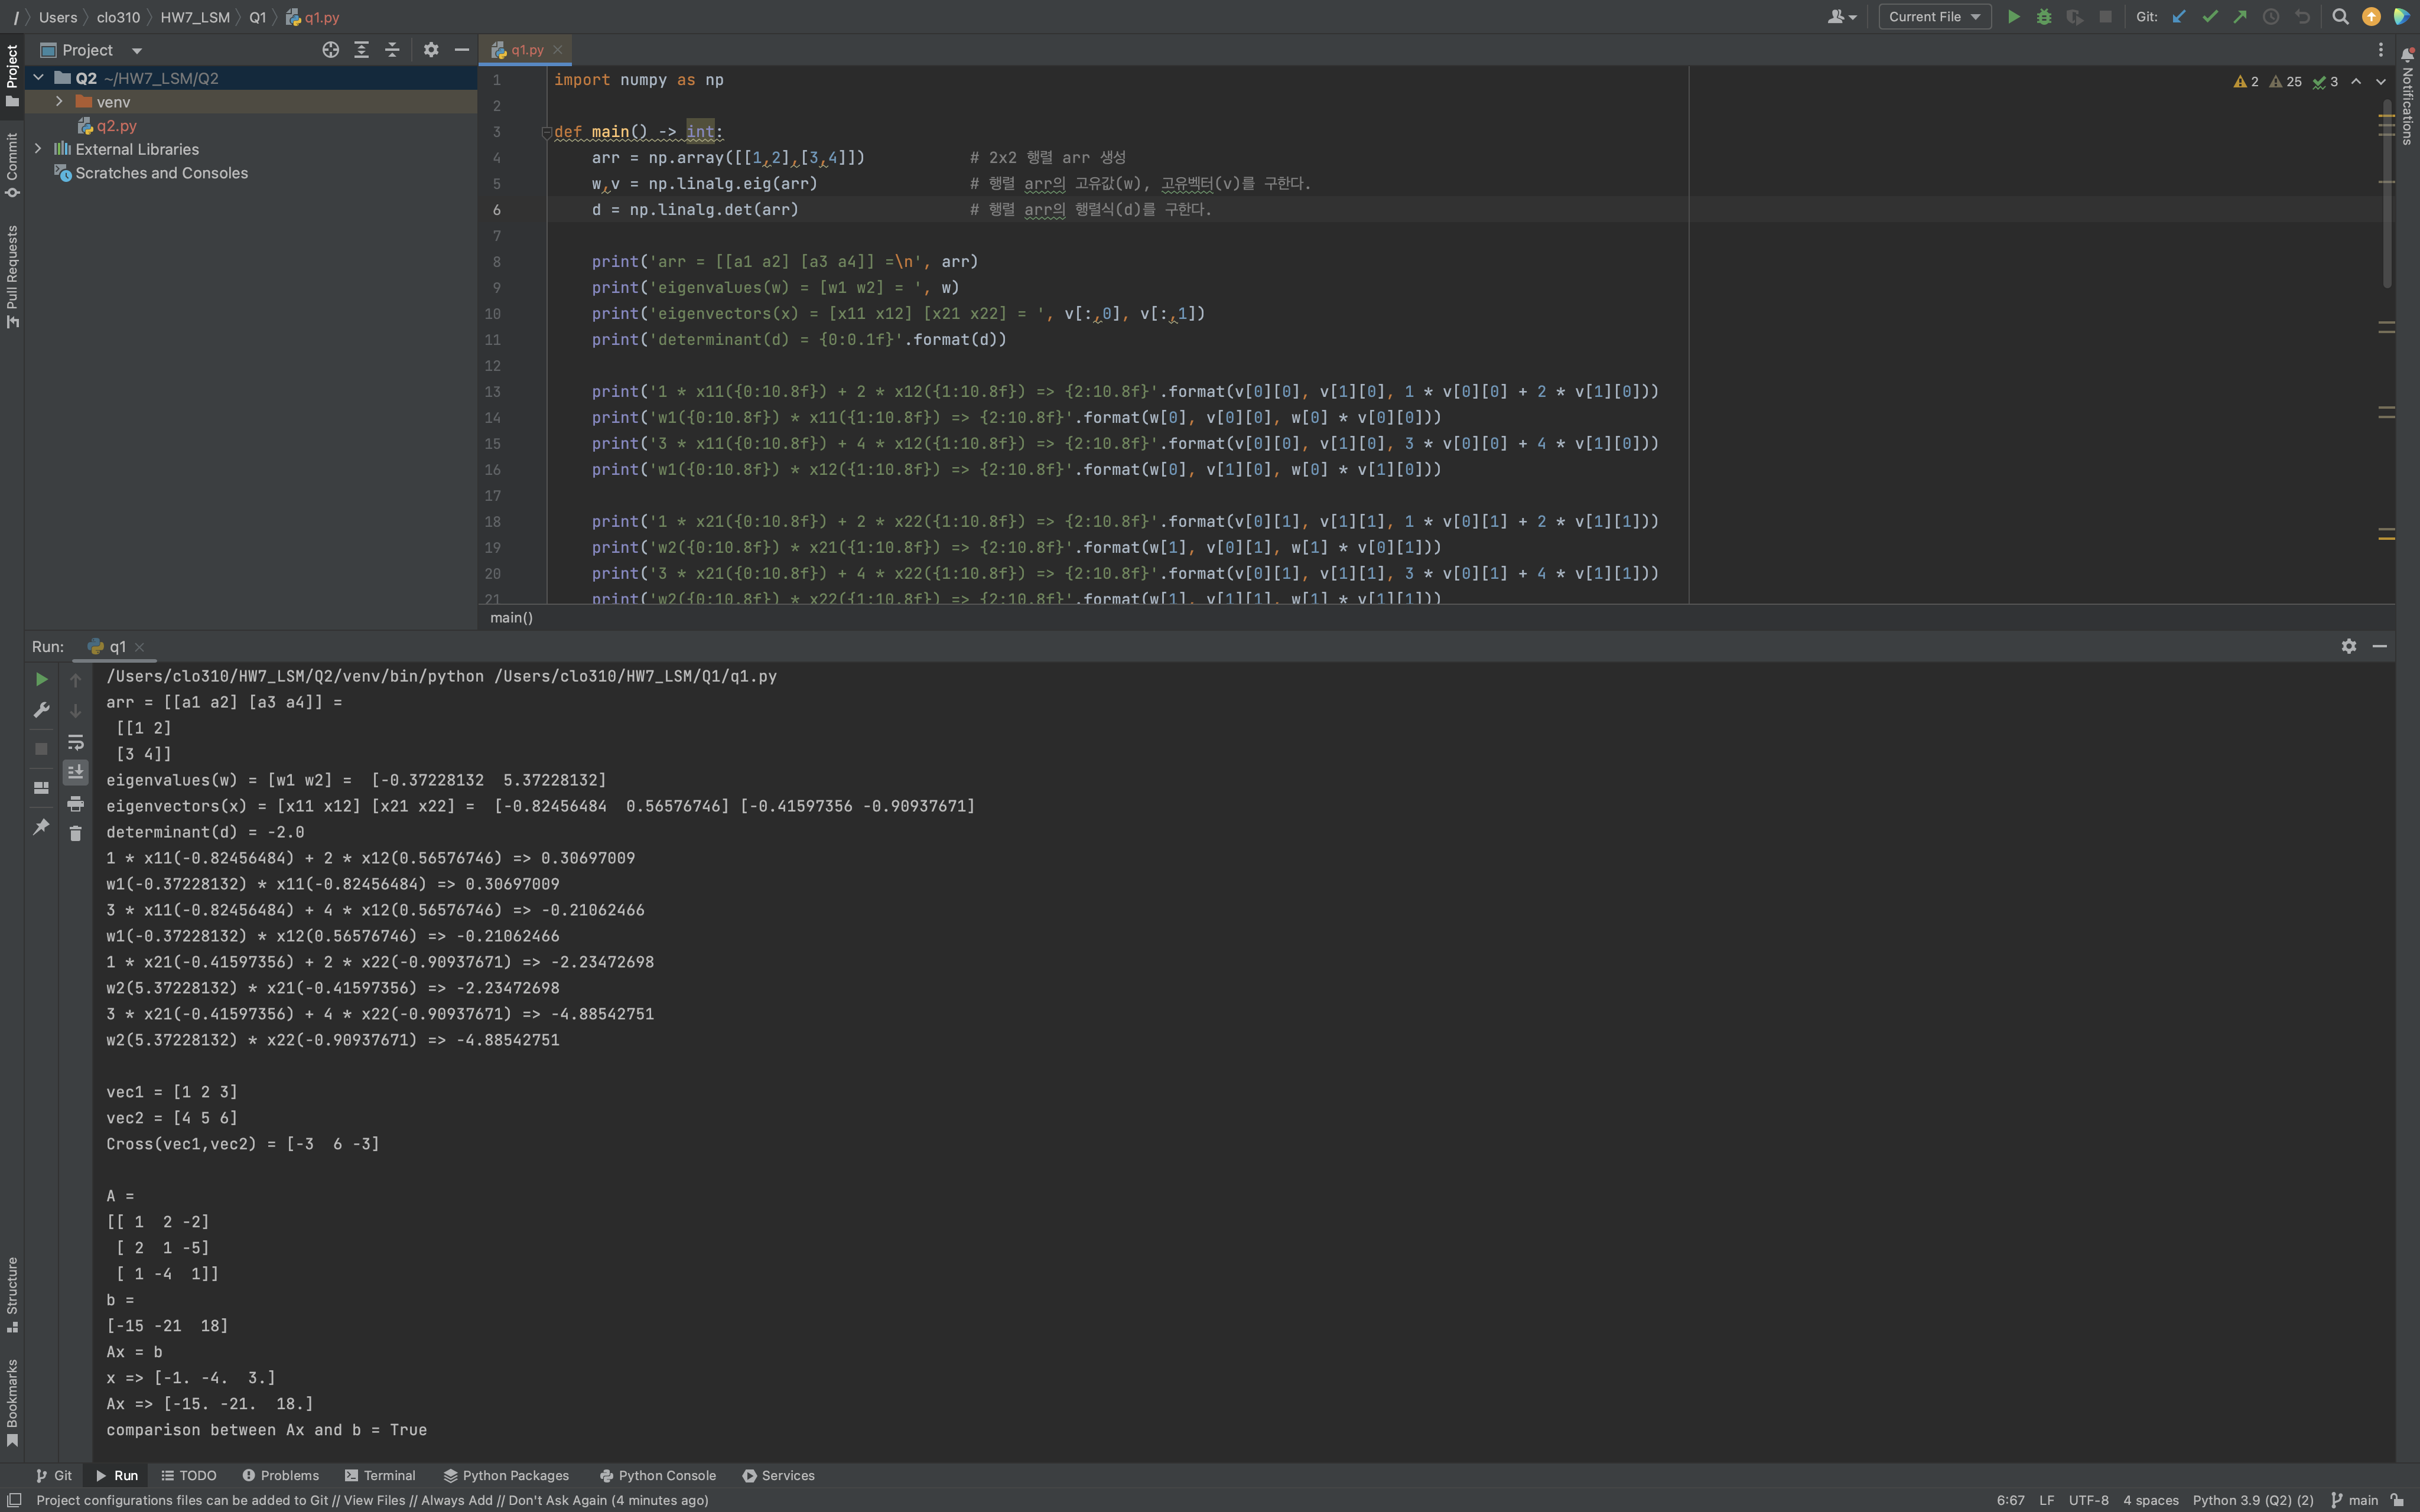 / Users clo310 HW7_LSM Q1 q1.py
Current File
Git:
Project
q1.py
Q2 ~/HW7_LSM/Q2
venv
q2.py
External Libraries
Scratches and Consoles
Project
Commit
Pull Requests
Structure
Bookmarks
Notifications
2 25 3
1 import numpy as np
2
3 def main() -> int:
4 arr = np.array([[1,2],[3,4]]) # 2x2 행렬 arr 생성
5 w,v = np.linalg.eig(arr) # 행렬 arr의 고유값(w), 고유벡터(v)를 구한다.
6 d = np.linalg.det(arr) # 행렬 arr의 행렬식(d)를 구한다.
7
8 print('arr = [[a1 a2] [a3 a4]] =\n', arr)
9 print('eigenvalues(w) = [w1 w2] = ', w)
10 print('eigenvectors(x) = [x11 x12] [x21 x22] = ', v[:,0], v[:,1])
11 print('determinant(d) = {0:0.1f}'.format(d))
12
13 print('1 * x11({0:10.8f}) + 2 * x12({1:10.8f}) => {2:10.8f}'.format(v[0][0], v[1][0], 1 * v[0][0] + 2 * v[1][0]))
14 print('w1({0:10.8f}) * x11({1:10.8f}) => {2:10.8f}'.format(w[0], v[0][0], w[0] * v[0][0]))
15 print('3 * x11({0:10.8f}) + 4 * x12({1:10.8f}) => {2:10.8f}'.format(v[0][0], v[1][0], 3 * v[0][0] + 4 * v[1][0]))
16 print('w1({0:10.8f}) * x12({1:10.8f}) => {2:10.8f}'.format(w[0], v[1][0], w[0] * v[1][0]))
17
18 print('1 * x21({0:10.8f}) + 2 * x22({1:10.8f}) => {2:10.8f}'.format(v[0][1], v[1][1], 1 * v[0][1] + 2 * v[1][1]))
19 print('w2({0:10.8f}) * x21({1:10.8f}) => {2:10.8f}'.format(w[1], v[0][1], w[1] * v[0][1]))
20 print('3 * x21({0:10.8f}) + 4 * x22({1:10.8f}) => {2:10.8f}'.format(v[0][1], v[1][1], 3 * v[0][1] + 4 * v[1][1]))
21 print('w2({0:10.8f}) * x22({1:10.8f}) => {2:10.8f}'.format(w[1], v[1][1], w[1] * v[1][1]))
main()
Run: q1
/Users/clo310/HW7_LSM/Q2/venv/bin/python /Users/clo310/HW7_LSM/Q1/q1.py
arr = [[a1 a2] [a3 a4]] =
[[1 2]
[3 4]]
eigenvalues(w) = [w1 w2] =  [-0.37228132  5.37228132]
eigenvectors(x) = [x11 x12] [x21 x22] =  [-0.82456484  0.56576746] [-0.41597356 -0.90937671]
determinant(d) = -2.0
1 * x11(-0.82456484) + 2 * x12(0.56576746) => 0.30697009
w1(-0.37228132) * x11(-0.82456484) => 0.30697009
3 * x11(-0.82456484) + 4 * x12(0.56576746) => -0.21062466
w1(-0.37228132) * x12(0.56576746) => -0.21062466
1 * x21(-0.41597356) + 2 * x22(-0.90937671) => -2.23472698
w2(5.37228132) * x21(-0.41597356) => -2.23472698
3 * x21(-0.41597356) + 4 * x22(-0.90937671) => -4.88542751
w2(5.37228132) * x22(-0.90937671) => -4.88542751
vec1 = [1 2 3]
vec2 = [4 5 6]
Cross(vec1,vec2) = [-3  6 -3]
A =
[[ 1  2 -2]
[ 2  1 -5]
[ 1 -4  1]]
b =
[-15 -21  18]
Ax = b
x => [-1. -4.  3.]
Ax => [-15. -21.  18.]
comparison between Ax and b = True
Git Run TODO Problems Terminal Python Packages Python Console Services
Project configurations files can be added to Git // View Files // Always Add // Don't Ask Again (4 minutes ago)
6:67 LF UTF-8 4 spaces Python 3.9 (Q2) (2) main